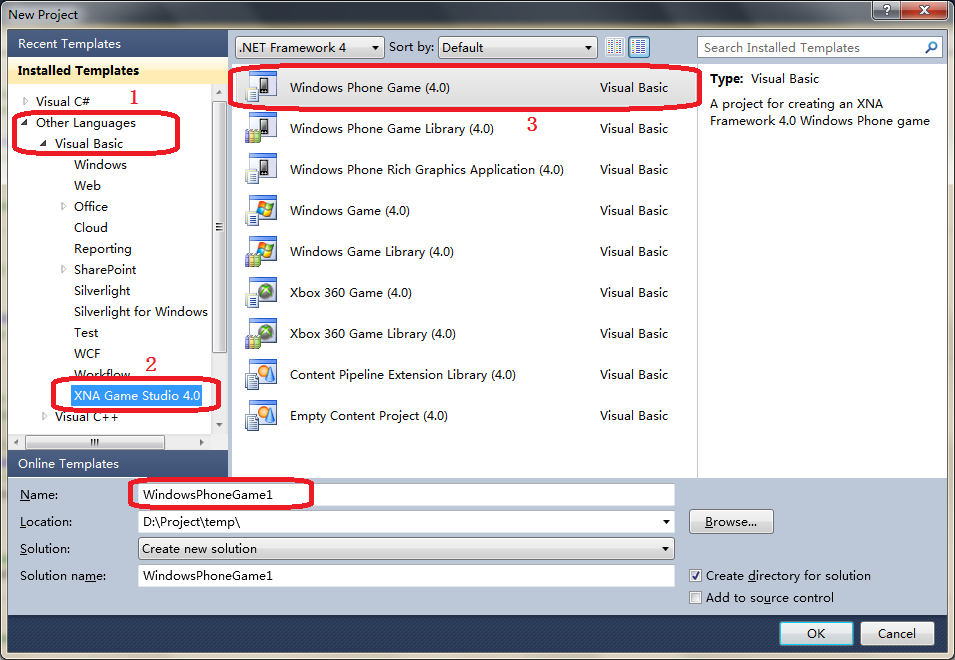 New Project
Recent Templates
Installed Templates
1
Visual C#
Other Languages
Visual Basic
Windows
Web
Office
Cloud
Reporting
SharePoint
Silverlight
Silverlight for Windows
Test
WCF
Workflow
2
XNA Game Studio 4.0
Visual C++
Online Templates
.NET Framework 4 Sort by: Default
Search Installed Templates
Windows Phone Game (4.0) Visual Basic
3
Windows Phone Game Library (4.0) Visual Basic
Windows Phone Rich Graphics Application (4.0) Visual Basic
Windows Game (4.0) Visual Basic
Windows Game Library (4.0) Visual Basic
Xbox 360 Game (4.0) Visual Basic
Xbox 360 Game Library (4.0) Visual Basic
Content Pipeline Extension Library (4.0) Visual Basic
Empty Content Project (4.0) Visual Basic
Type: Visual Basic
A project for creating an XNA
Framework 4.0 Windows Phone game
Name: WindowsPhoneGame1
Location: D:\Project\temp\ Browse...
Solution: Create new solution
Solution name: WindowsPhoneGame1
Create directory for solution
Add to source control
OK Cancel